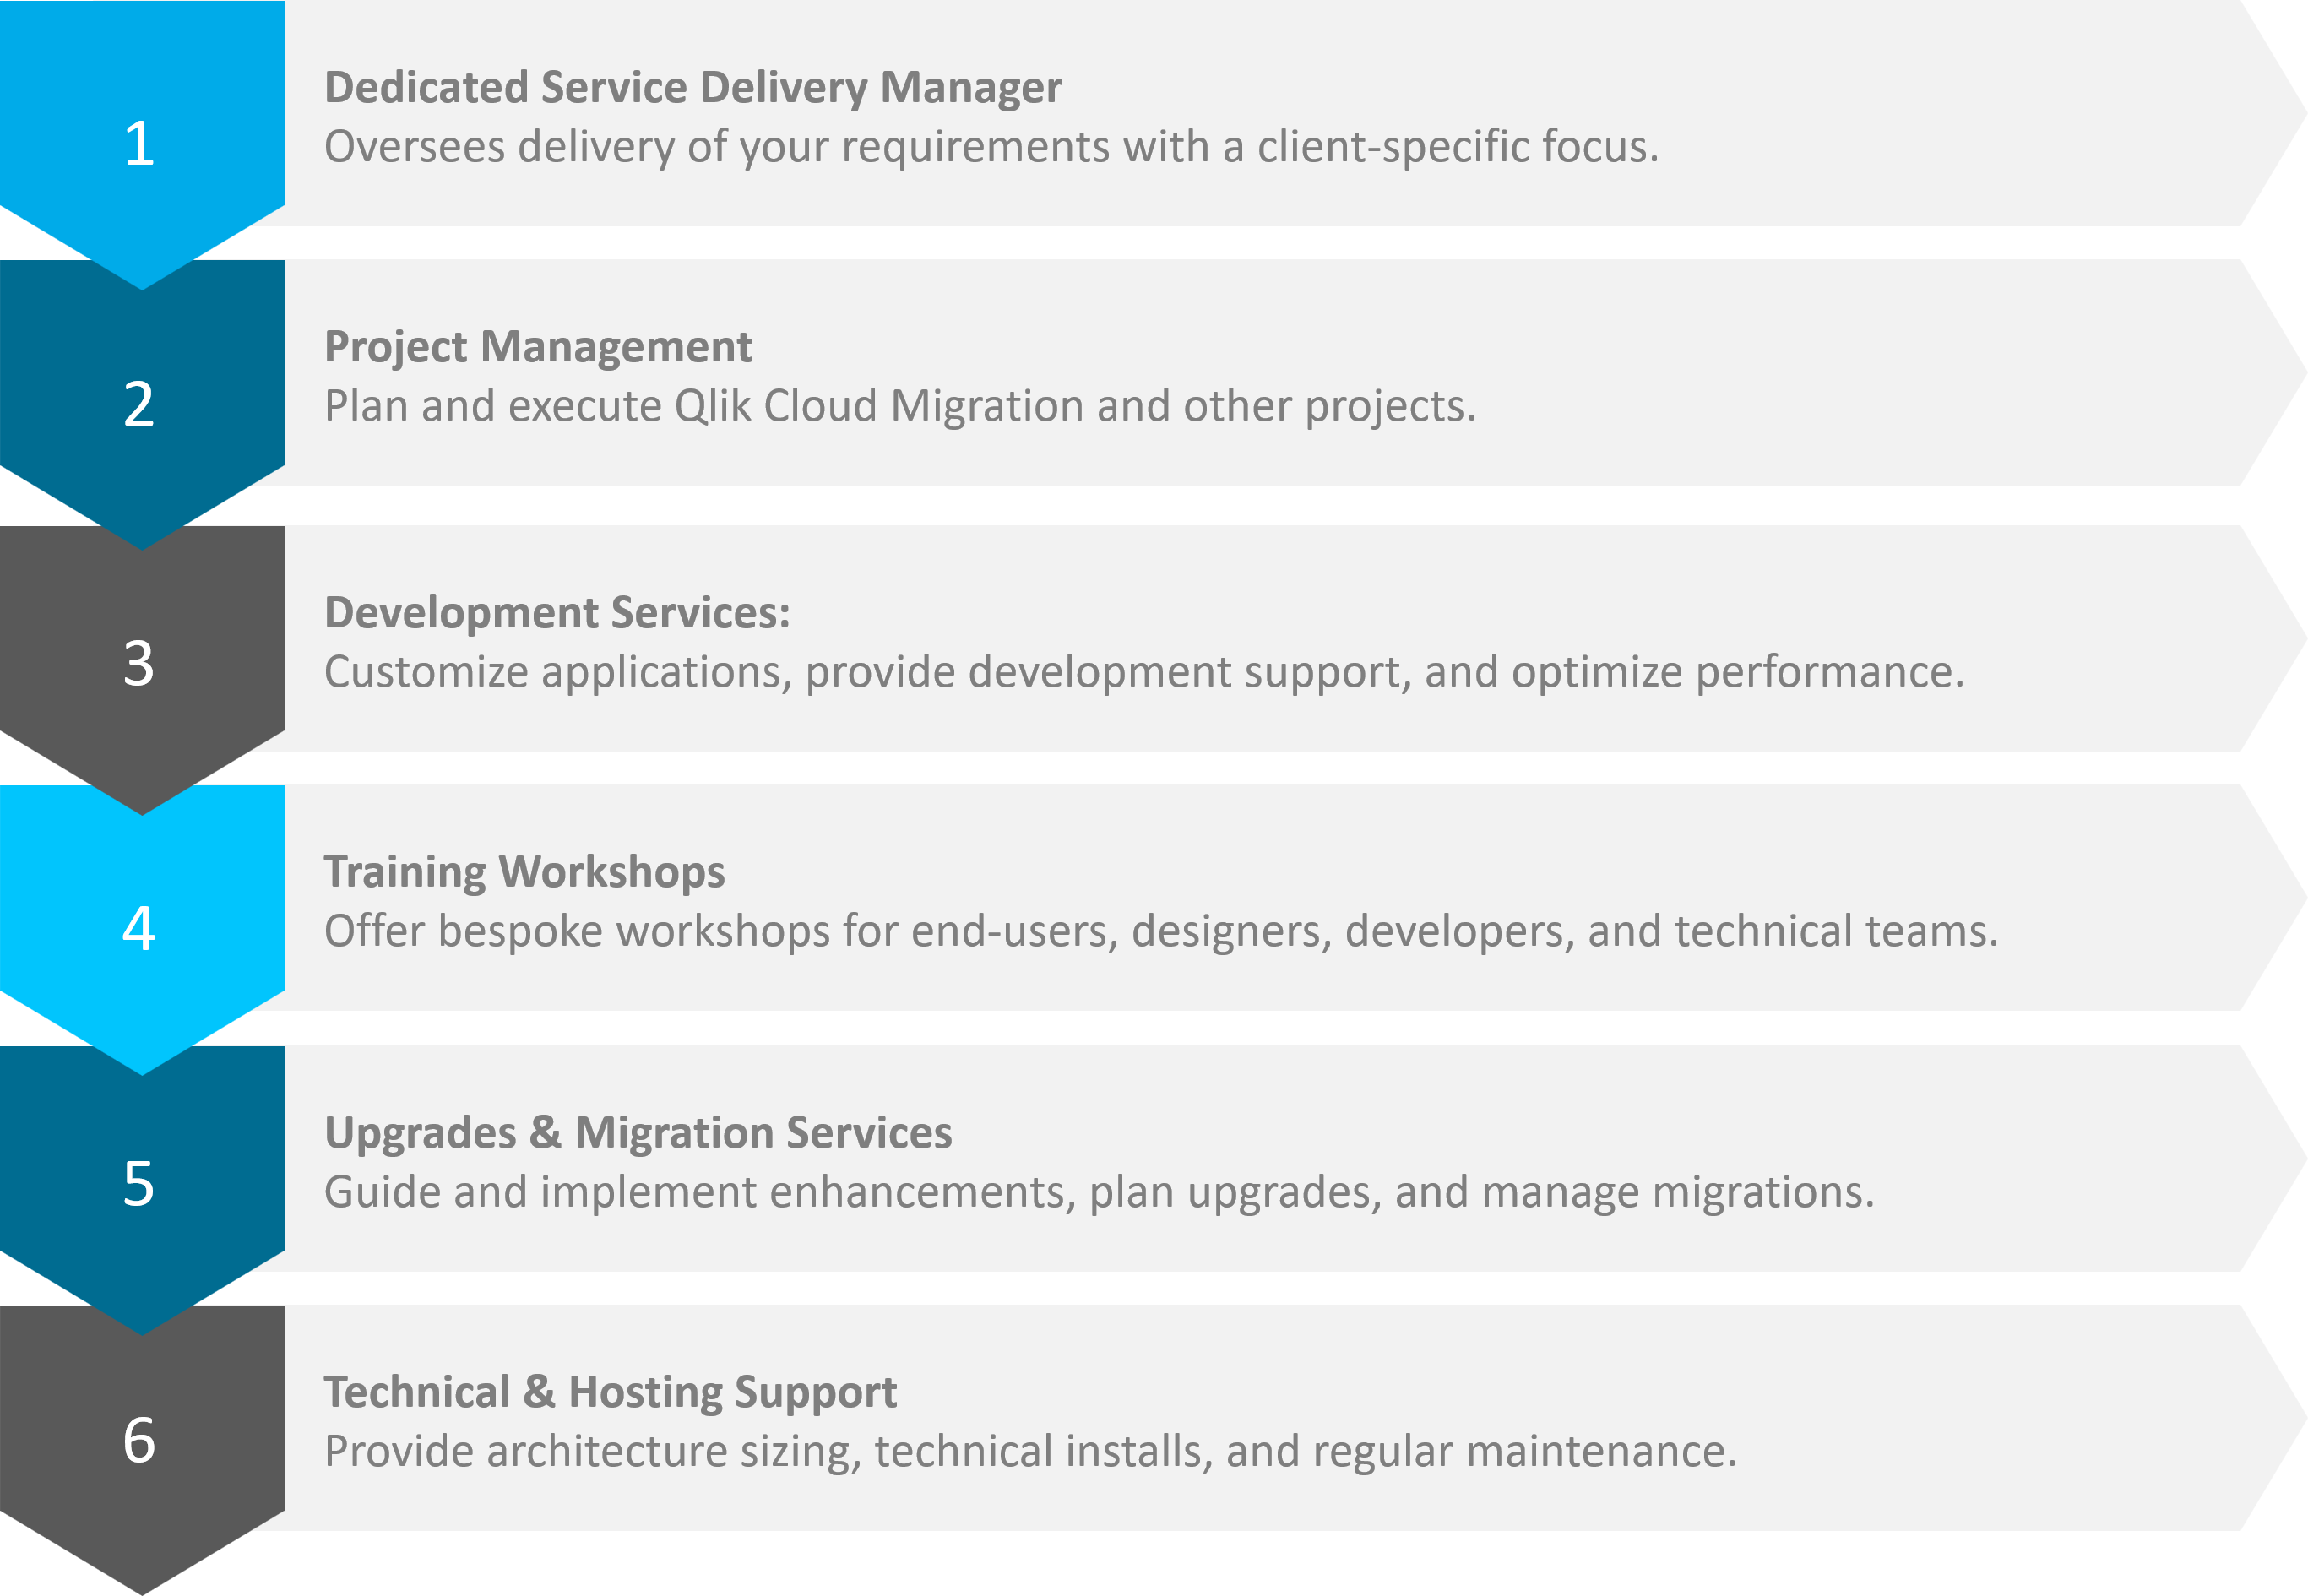 1
Dedicated Service Delivery Manager
Oversees delivery of your requirements with a client-specific focus.
2
Project Management
Plan and execute Qlik Cloud Migration and other projects.
3
Development Services:
Customize applications, provide development support, and optimize performance.
4
Training Workshops
Offer bespoke workshops for end-users, designers, developers, and technical teams.
5
Upgrades & Migration Services
Guide and implement enhancements, plan upgrades, and manage migrations.
6
Technical & Hosting Support
Provide architecture sizing, technical installs, and regular maintenance.